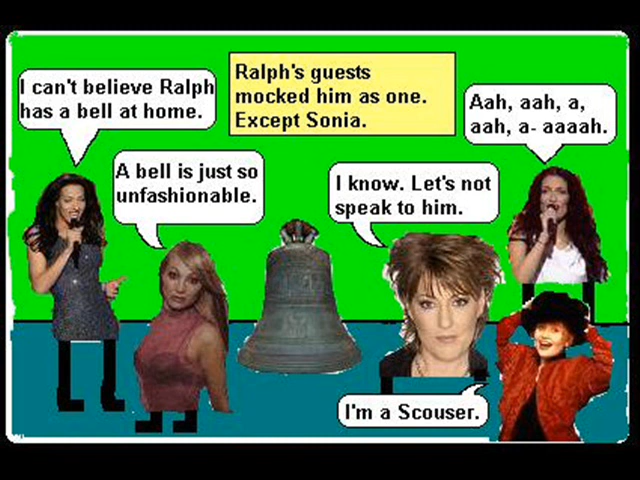 I can't believe Ralph
has a bell at home.
Ralph's guests
mocked him as one.
Except Sonia.
Aah, aah, a,
aah, a- aaaah.
A bell is just so
unfashionable.
I know. Let's not
speak to him.
I'm a Scouser.